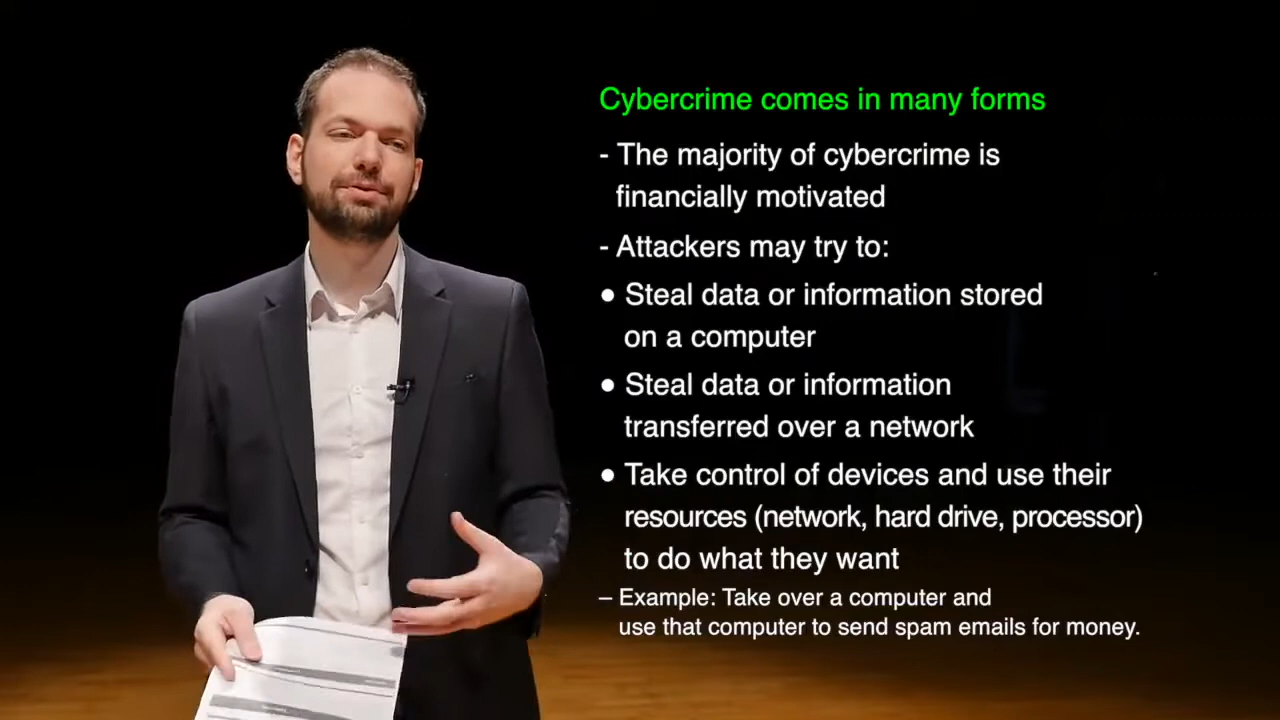 Cybercrime comes in many forms
- The majority of cybercrime is
financially motivated
- Attackers may try to:
● Steal data or information stored
on a computer
● Steal data or information
transferred over a network
● Take control of devices and use their
resources (network, hard drive, processor)
to do what they want
– Example: Take over a computer and
use that computer to send spam emails for money.